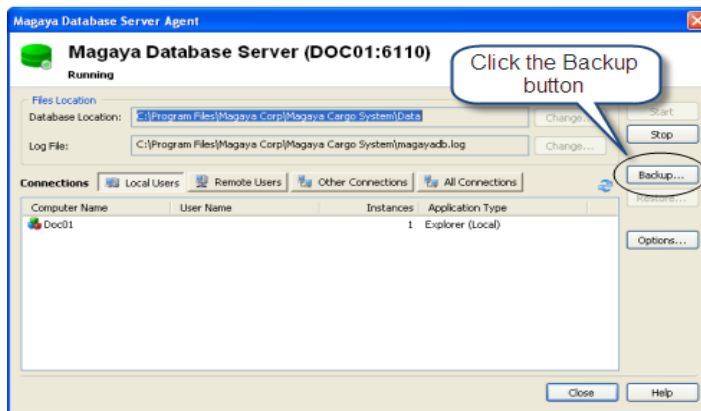 Magaya Database Server Agent
Magaya Database Server (DOC01:6110)
Running
Click the Backup
button
Files Location
Database Location: C:\Program Files\Magaya Corp\Magaya Cargo System\Data Change... Start
Stop
Log File: C:\Program Files\Magaya Corp\Magaya Cargo System\magayadb.log Change...
Connections Local Users Remote Users Other Connections All Connections Backup...
Restore...
Computer Name User Name Instances Application Type
Doc01 1 Explorer (Local)
Options...
Close Help